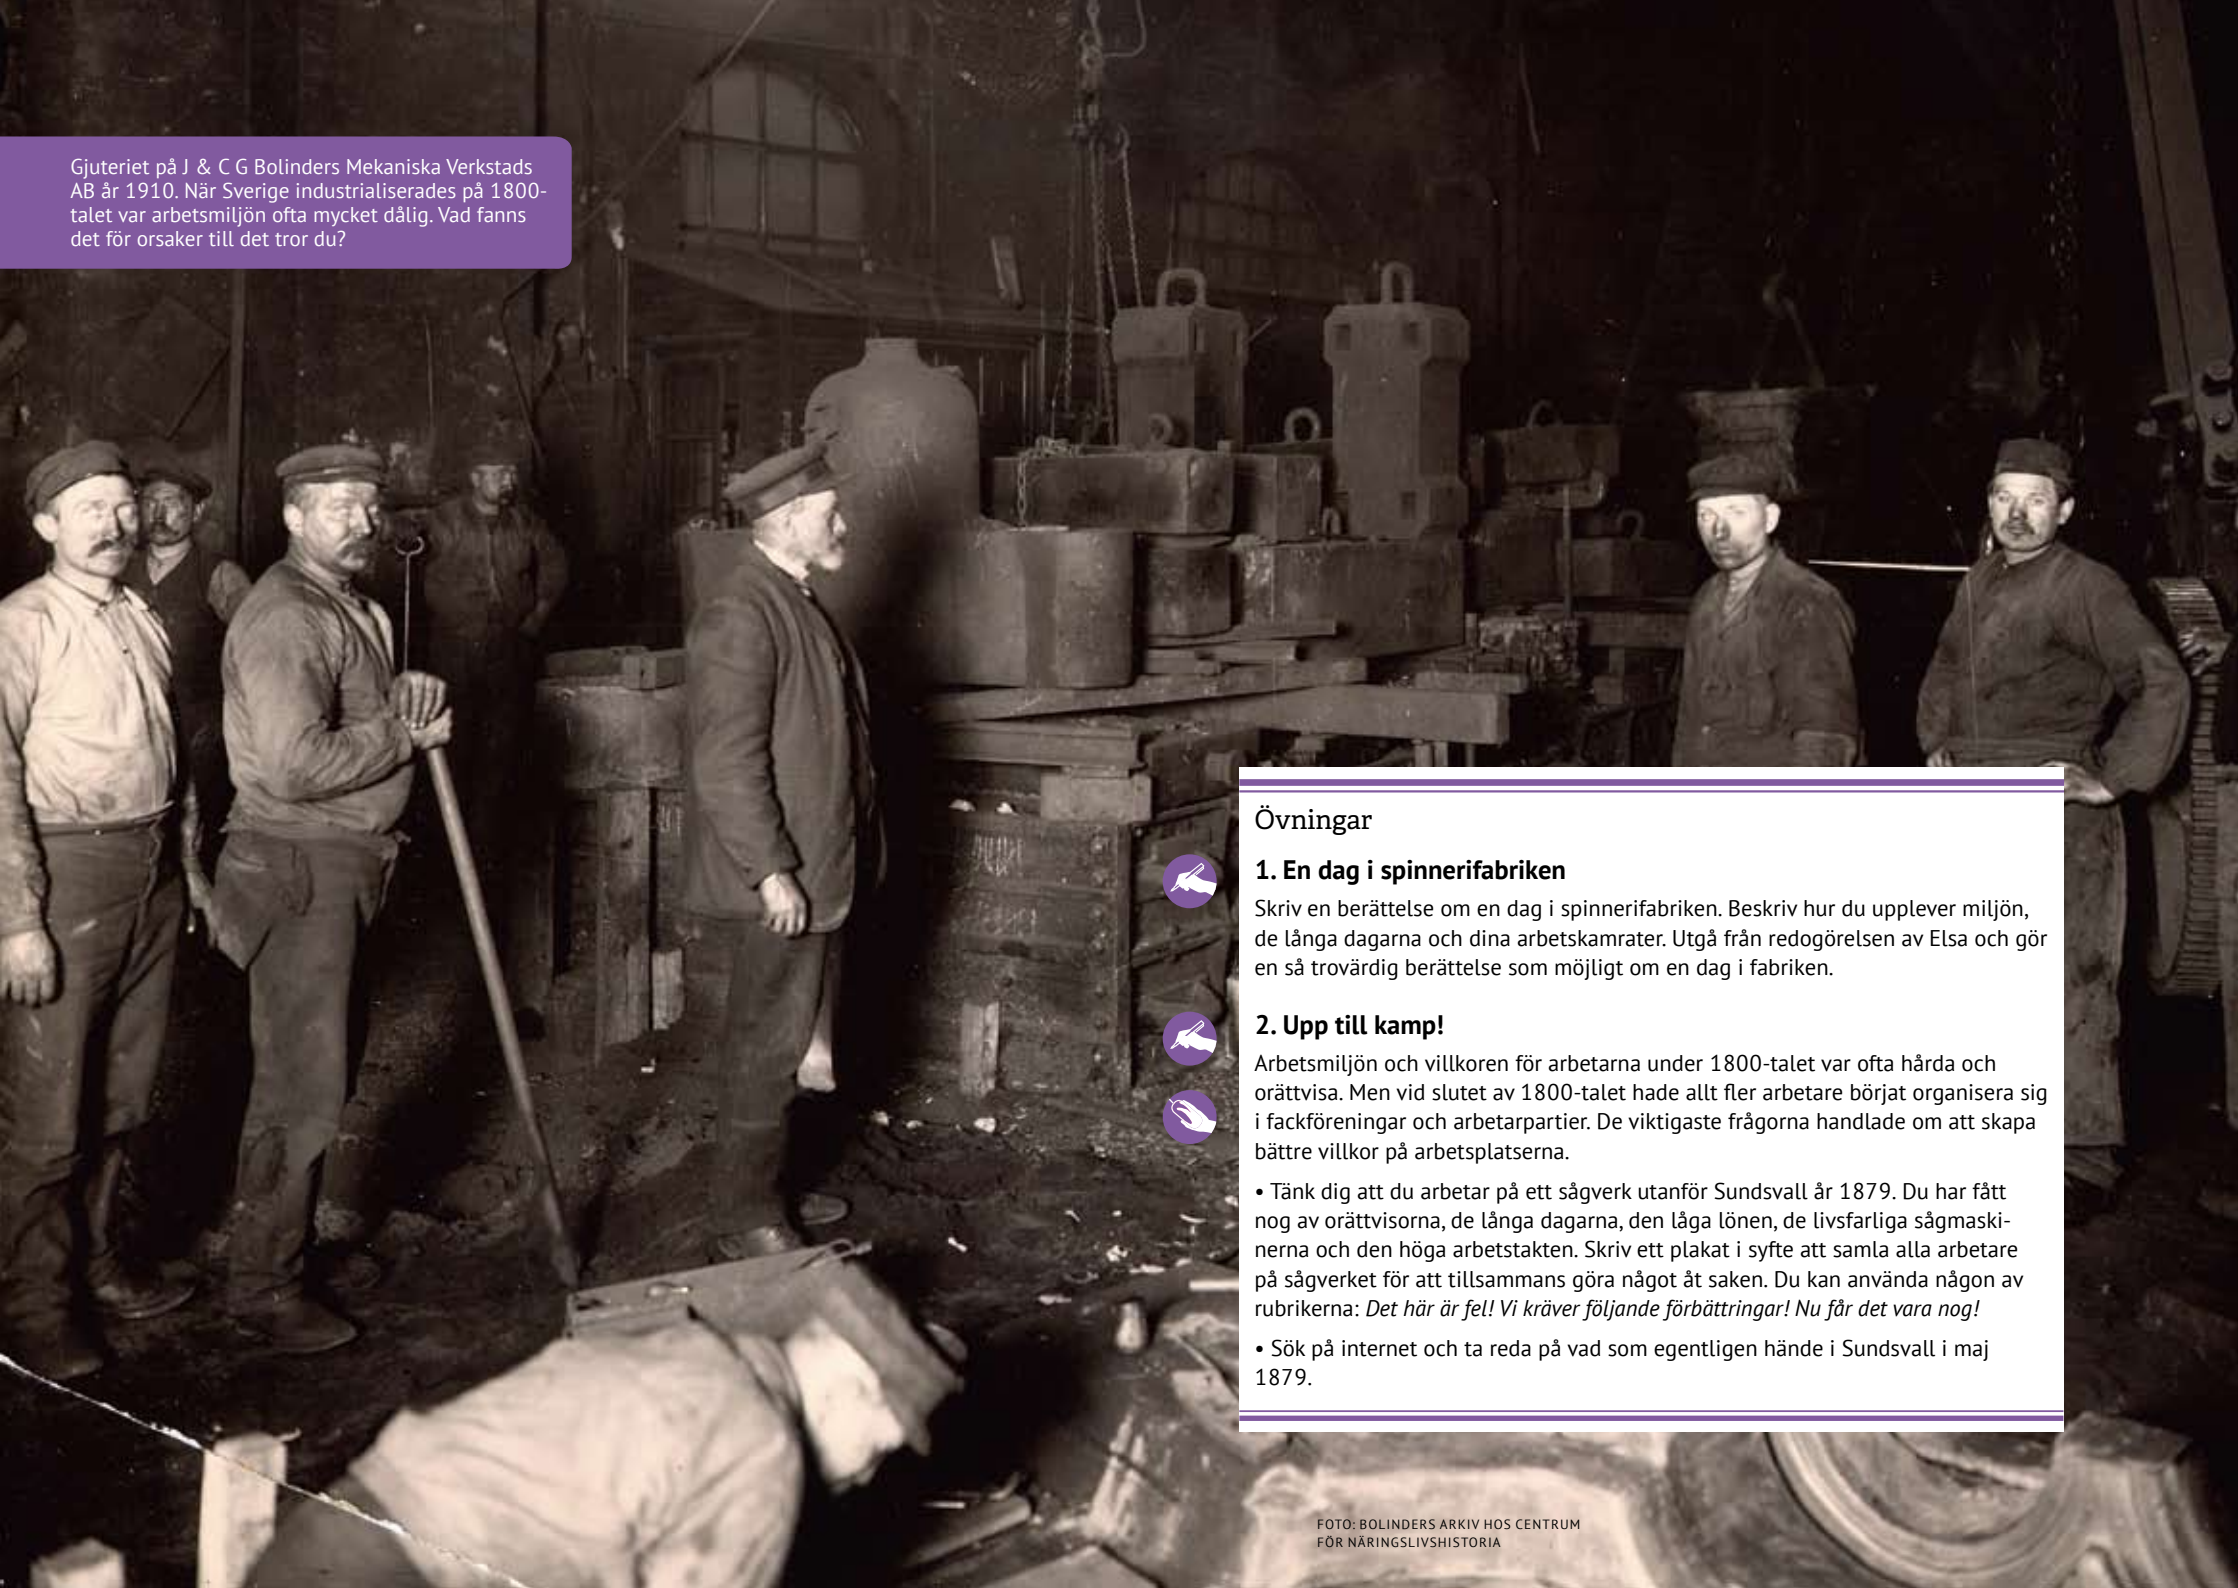 Gjuteriet på J & C G Bolinders Mekaniska Verkstads
AB år 1910. När Sverige industrialiserades på 1800-
talet var arbetsmiljön ofta mycket dålig. Vad fanns
det för orsaker till det tror du?
Övningar
1. En dag i spinnerifabriken
Skriv en berättelse om en dag i spinnerifabriken. Beskriv hur du upplever miljön,
de långa dagarna och dina arbetskamrater. Utgå från redogörelsen av Elsa och gör
en så trovärdig berättelse som möjligt om en dag i fabriken.
2. Upp till kamp!
Arbetsmiljön och villkoren för arbetarna under 1800-talet var ofta hårda och
orättvisa. Men vid slutet av 1800-talet hade allt fler arbetare börjat organisera sig
i fackföreningar och arbetarpartier. De viktigaste frågorna handlade om att skapa
bättre villkor på arbetsplatserna.
• Tänk dig att du arbetar på ett sågverk utanför Sundsvall år 1879. Du har fått
nog av orättvisorna, de långa dagarna, den låga lönen, de livsfarliga sågmaski-
nerna och den höga arbetstakten. Skriv ett plakat i syfte att samla alla arbetare
på sågverket för att tillsammans göra något åt saken. Du kan använda någon av
rubrikerna: Det här är fel! Vi kräver följande förbättringar! Nu får det vara nog!
• Sök på internet och ta reda på vad som egentligen hände i Sundsvall i maj
1879.
FOTO: BOLINDERS ARKIV HOS CENTRUM
FÖR NÄRINGSLIVSHISTORIA